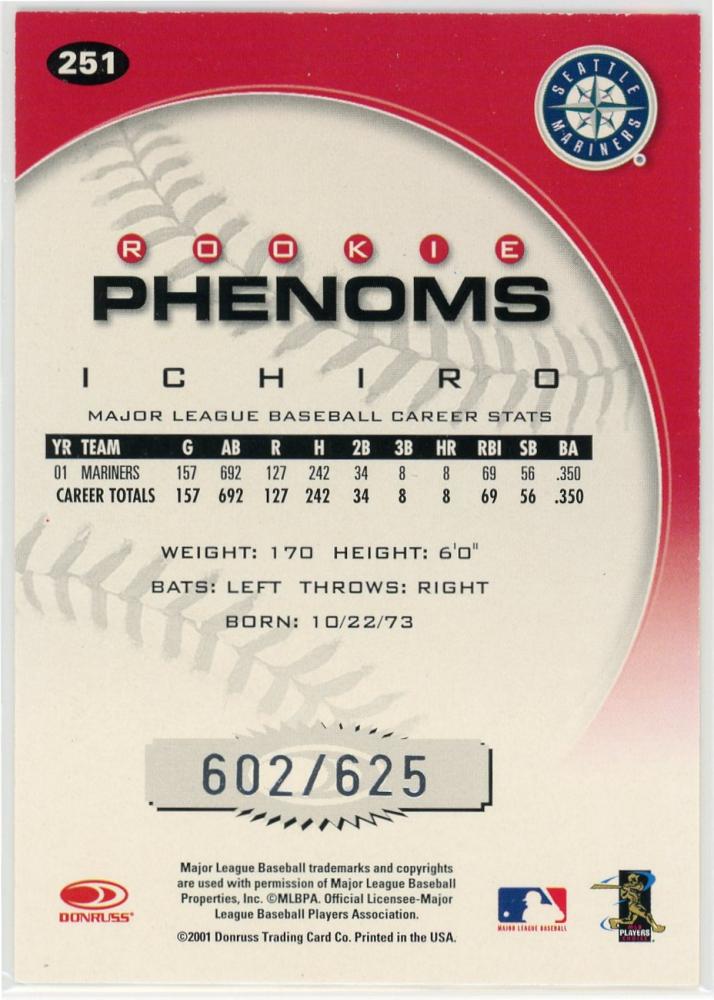 251
SEATTLE
MARINERS
ROOKIE
PHENOMS
ICHIRO
MAJOR LEAGUE BASEBALL CAREER STATS
YR TEAM G AB R H 2B 3B HR RBI SB BA
01 MARINERS 157 692 127 242 34 8 8 69 56 .350
CAREER TOTALS 157 692 127 242 34 8 8 69 56 .350
WEIGHT: 170 HEIGHT: 6'0"
BATS: LEFT THROWS: RIGHT
BORN: 10/22/73
602/625
Major League Baseball trademarks and copyrights
are used with permission of Major League Baseball
Properties, Inc. ©MLBPA. Official Licensee-Major
League Baseball Players Association.
©2001 Donruss Trading Card Co. Printed in the USA.
DONRUSS®
MAJOR LEAGUE BASEBALL
PLAYERS
CHOICE